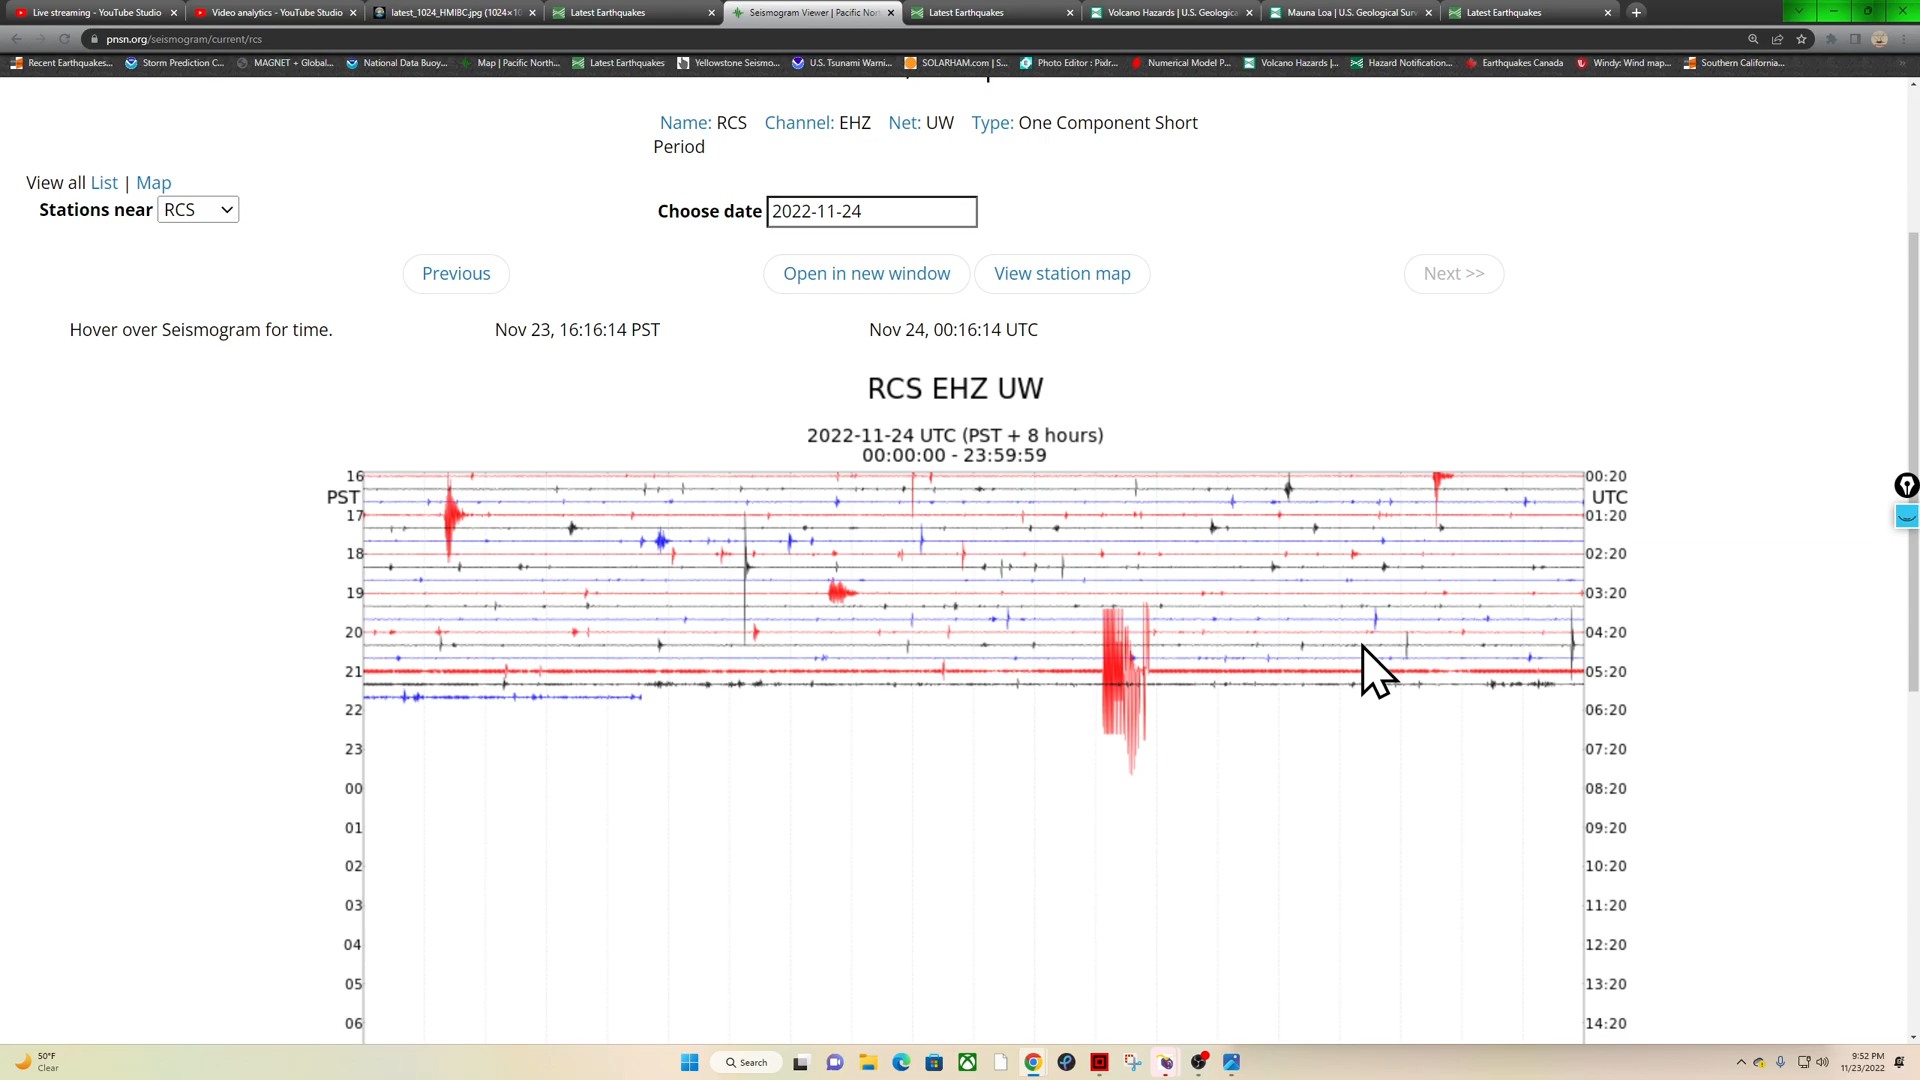 Live streaming - YouTube Studio
Video analytics - YouTube Studio
latest_1024_HMIBC.jpg (1024×10
Latest Earthquakes
Seismogram Viewer | Pacific Nor
Latest Earthquakes
Volcano Hazards | U.S. Geologica
Mauna Loa | U.S. Geological Sur
Latest Earthquakes
pnsn.org/seismogram/current/rcs
Recent Earthquakes...
Storm Prediction C...
MAGNET + Global...
National Data Buoy...
Map | Pacific North...
Latest Earthquakes
Yellowstone Seismo...
U.S. Tsunami Warni...
SOLARHAM.com | S...
Photo Editor : Pixlr...
Numerical Model P...
Volcano Hazards |...
Hazard Notification...
Earthquakes Canada
Windy: Wind map...
Southern California...
Name: RCS Channel: EHZ Net: UW Type: One Component Short
Period
View all List | Map
Stations near RCS
Choose date 2022-11-24
Previous
Open in new window
View station map
Next >>
Hover over Seismogram for time.
Nov 23, 16:16:14 PST
Nov 24, 00:16:14 UTC
RCS EHZ UW
2022-11-24 UTC (PST + 8 hours)
00:00:00 - 23:59:59
16 00:20
PST UTC
17 01:20
18 02:20
19 03:20
20 04:20
21 05:20
22 06:20
23 07:20
00 08:20
01 09:20
02 10:20
03 11:20
04 12:20
05 13:20
06 14:20
50°F
Clear
Search
9:52 PM
11/23/2022